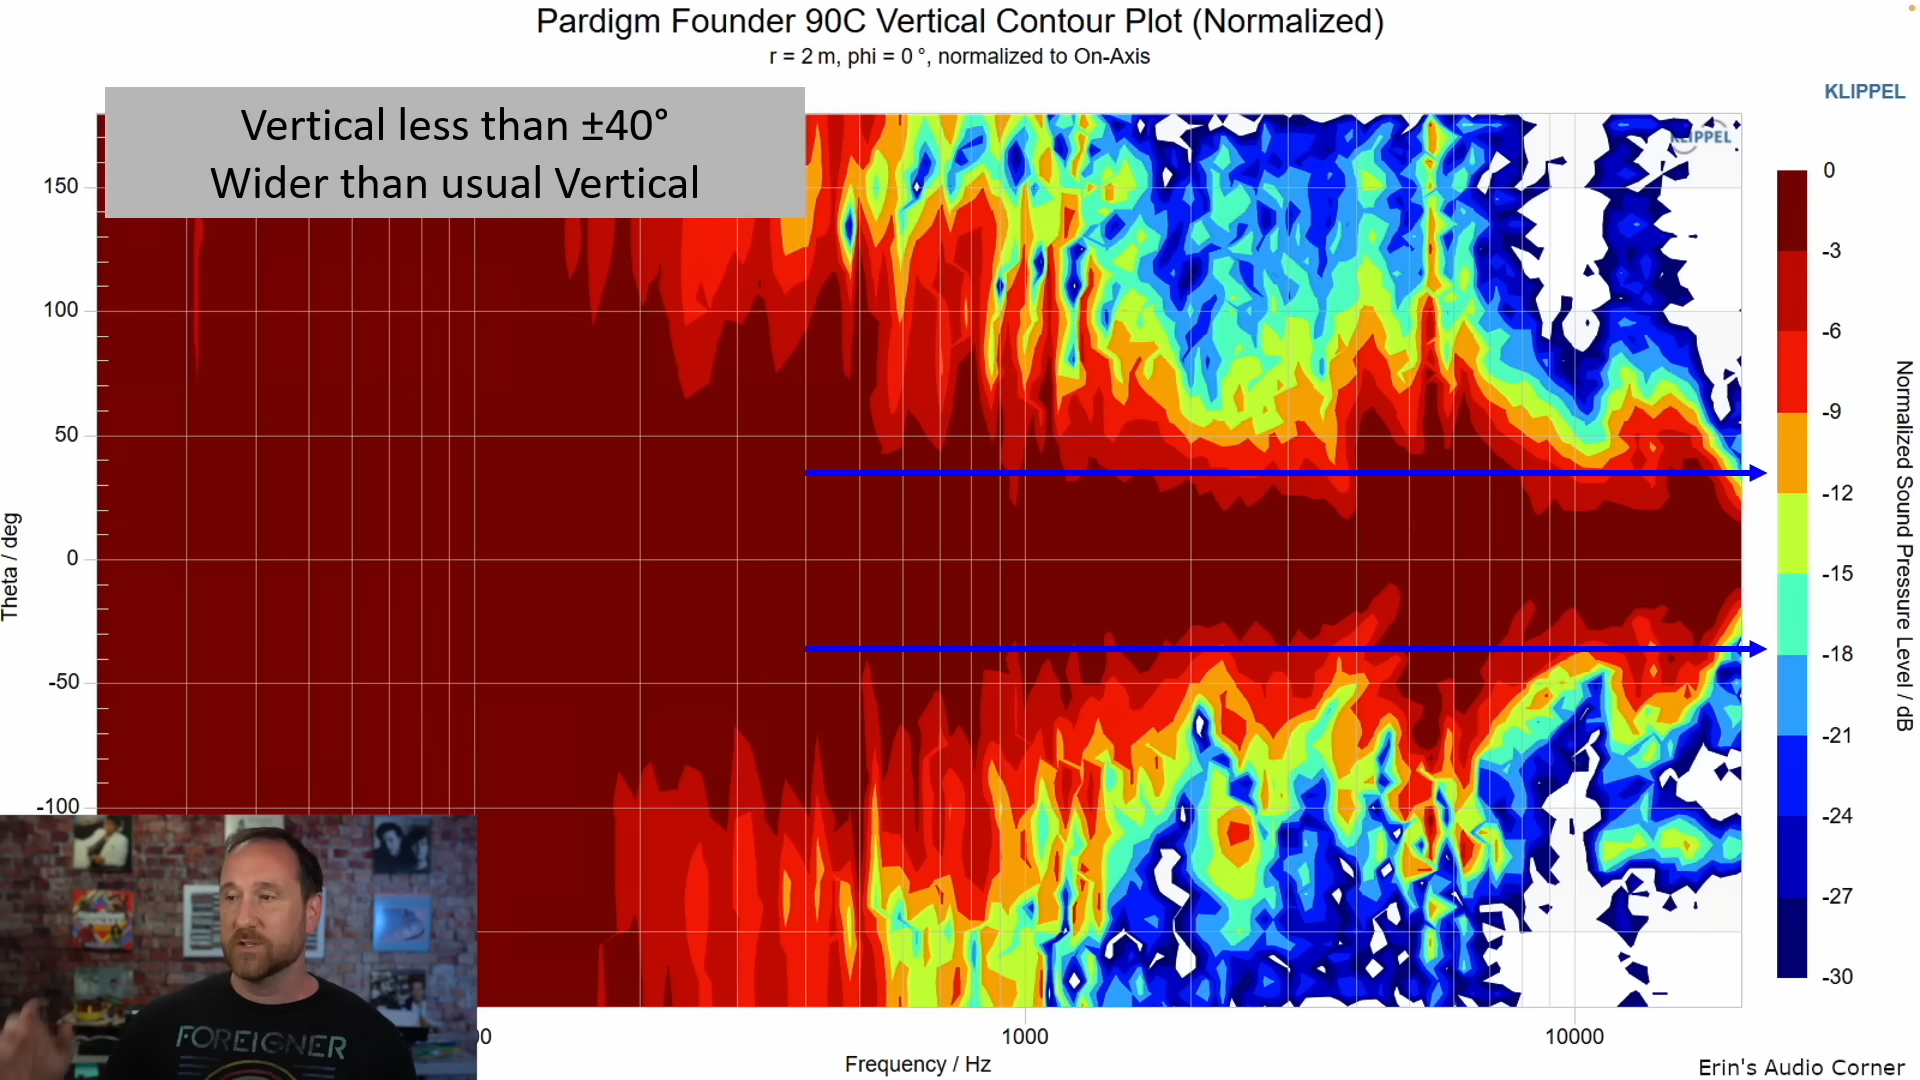 Pardigm Founder 90C Vertical Contour Plot (Normalized)
r = 2 m, phi = 0 °, normalized to On-Axis
Vertical less than ±40°
Wider than usual Vertical
KLIPPEL
KLIPPEL
150
100
50
0
-50
-100
Theta / deg
0
-3
-6
-9
-12
-15
-18
-21
-24
-27
-30
Normalized Sound Pressure Level / dB
00
1000
10000
Frequency / Hz
FOREIGNER
Erin's Audio Corner